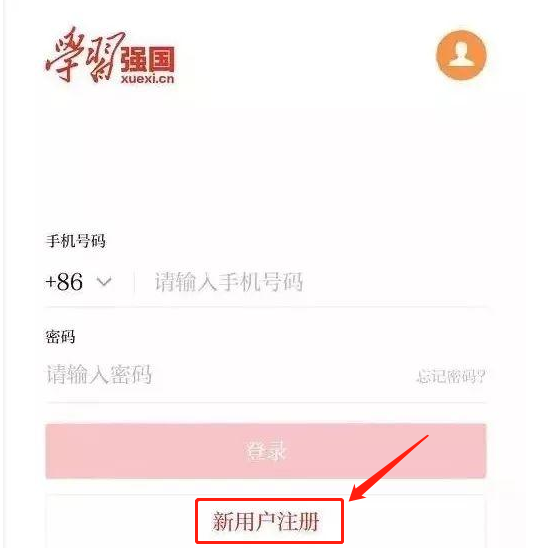 學習强国
xuexi.cn
手机号码
+86 请输入手机号码
密码
请输入密码 忘记密码?
登录
新用户注册